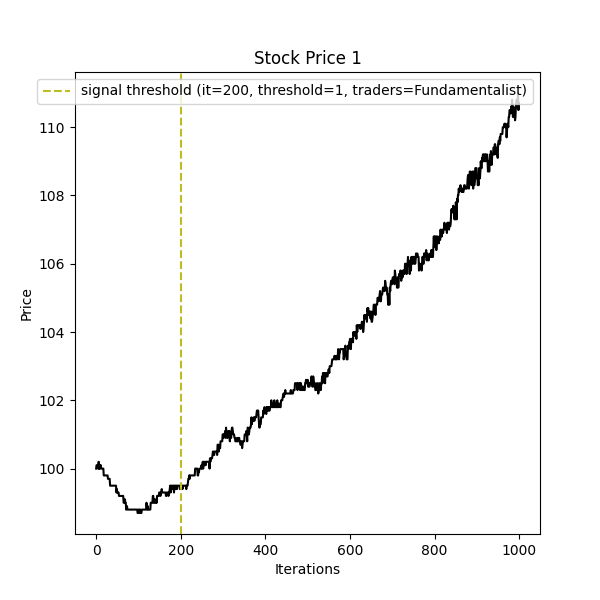 Stock Price 1
signal threshold (it=200, threshold=1, traders=Fundamentalist)
110
108
106
104
102
100
Price
0 200 400 600 800 1000
Iterations